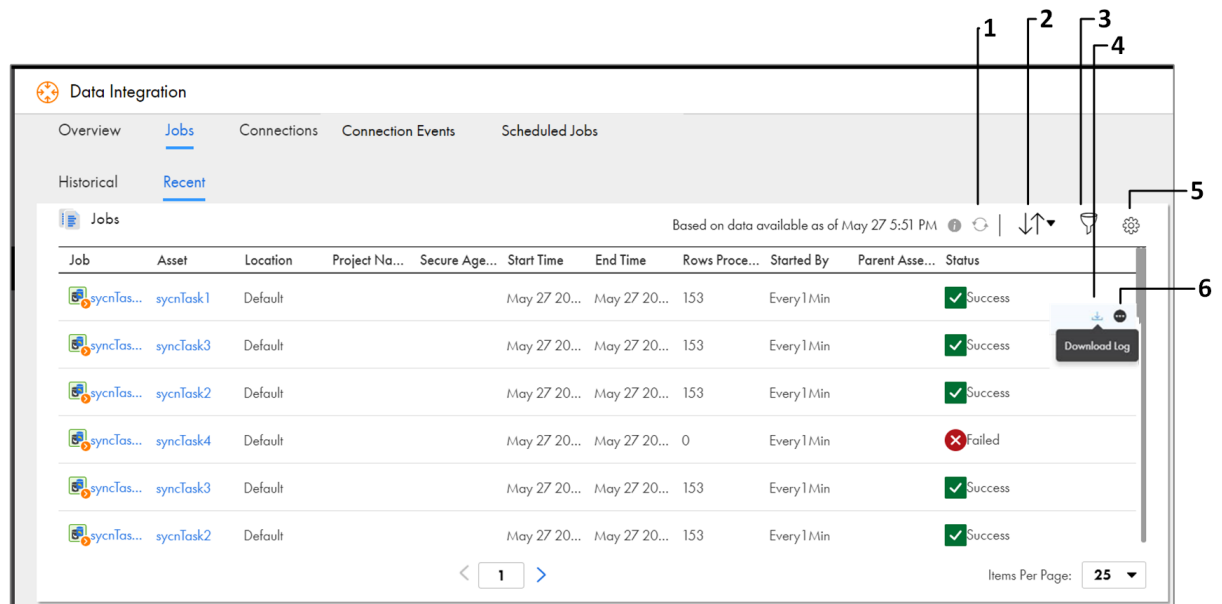 1
2
3
4
Data Integration
Overview Jobs Connections Connection Events Scheduled Jobs
Historical Recent
5
Jobs Based on data available as of May 27 5:51 PM
Job Asset Location Project Na... Secure Age... Start Time End Time Rows Proce... Started By Parent Asse... Status
sycnTas... sycnTask1 Default May 27 20... May 27 20... 153 Every1Min Success
6
Download Log
syncTas... syncTask3 Default May 27 20... May 27 20... 153 Every1Min Success
sycnTas... sycnTask2 Default May 27 20... May 27 20... 153 Every1Min Success
syncTas... syncTask4 Default May 27 20... May 27 20... 0 Every1Min Failed
syncTas... syncTask3 Default May 27 20... May 27 20... 153 Every1Min Success
sycnTas... sycnTask2 Default May 27 20... May 27 20... 153 Every1Min Success
1 Items Per Page: 25